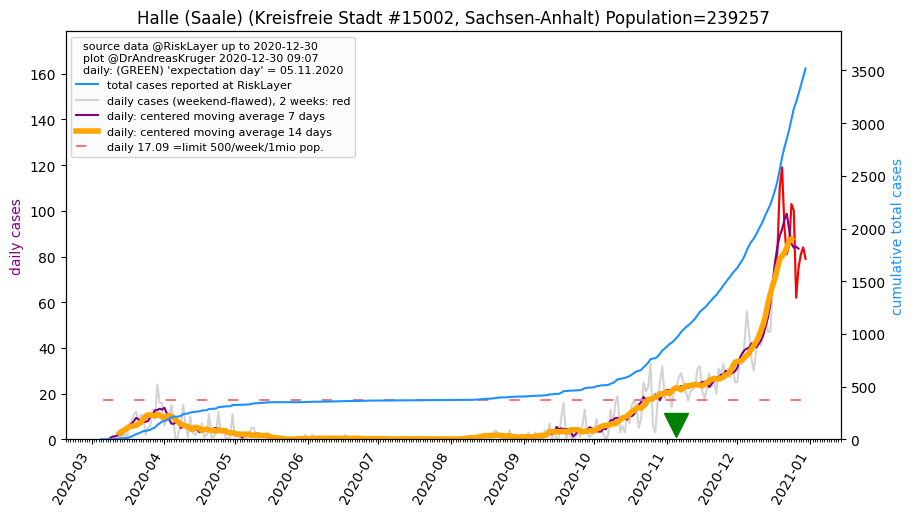 Halle (Saale) (Kreisfreie Stadt #15002, Sachsen-Anhalt) Population=239257
source data @RiskLayer up to 2020-12-30
plot @DrAndreasKruger 2020-12-30 09:07
daily: (GREEN) 'expectation day' = 05.11.2020
total cases reported at RiskLayer
daily cases (weekend-flawed), 2 weeks: red
daily: centered moving average 7 days
daily: centered moving average 14 days
daily 17.09 =limit 500/week/1mio pop.
daily cases
160
140
120
100
80
60
40
20
0
cumulative total cases
3500
3000
2500
2000
1500
1000
500
0
2020-03
2020-04
2020-05
2020-06
2020-07
2020-08
2020-09
2020-10
2020-11
2020-12
2021-01